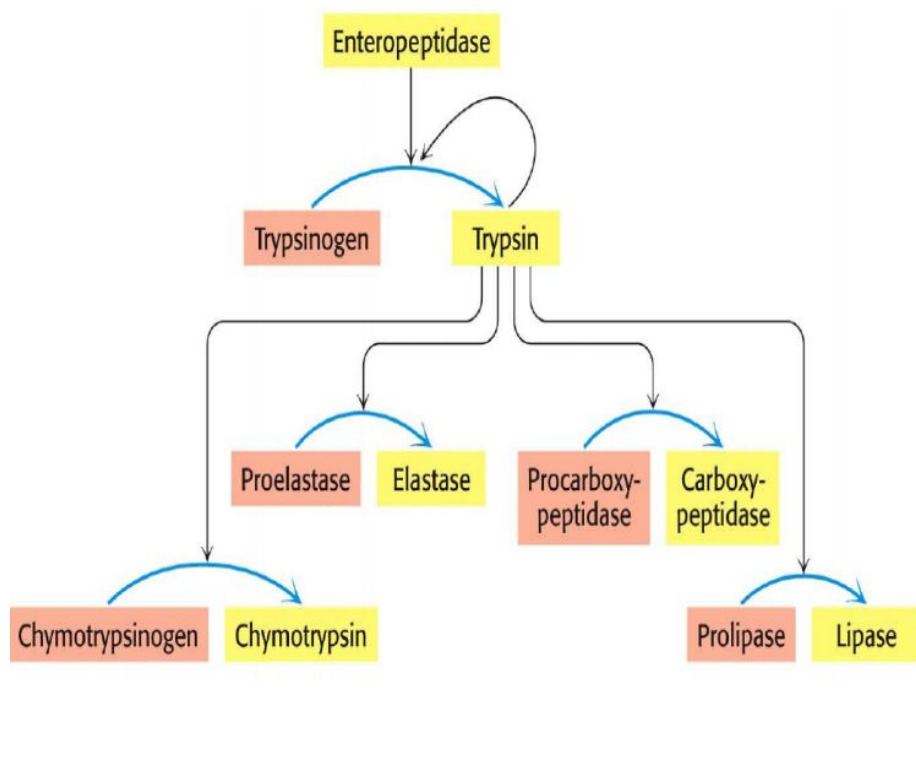 Enteropeptidase
Trypsinogen
Trypsin
Proelastase
Elastase
Procarboxy-
peptidase
Carboxy-
peptidase
Chymotrypsinogen
Chymotrypsin
Prolipase
Lipase